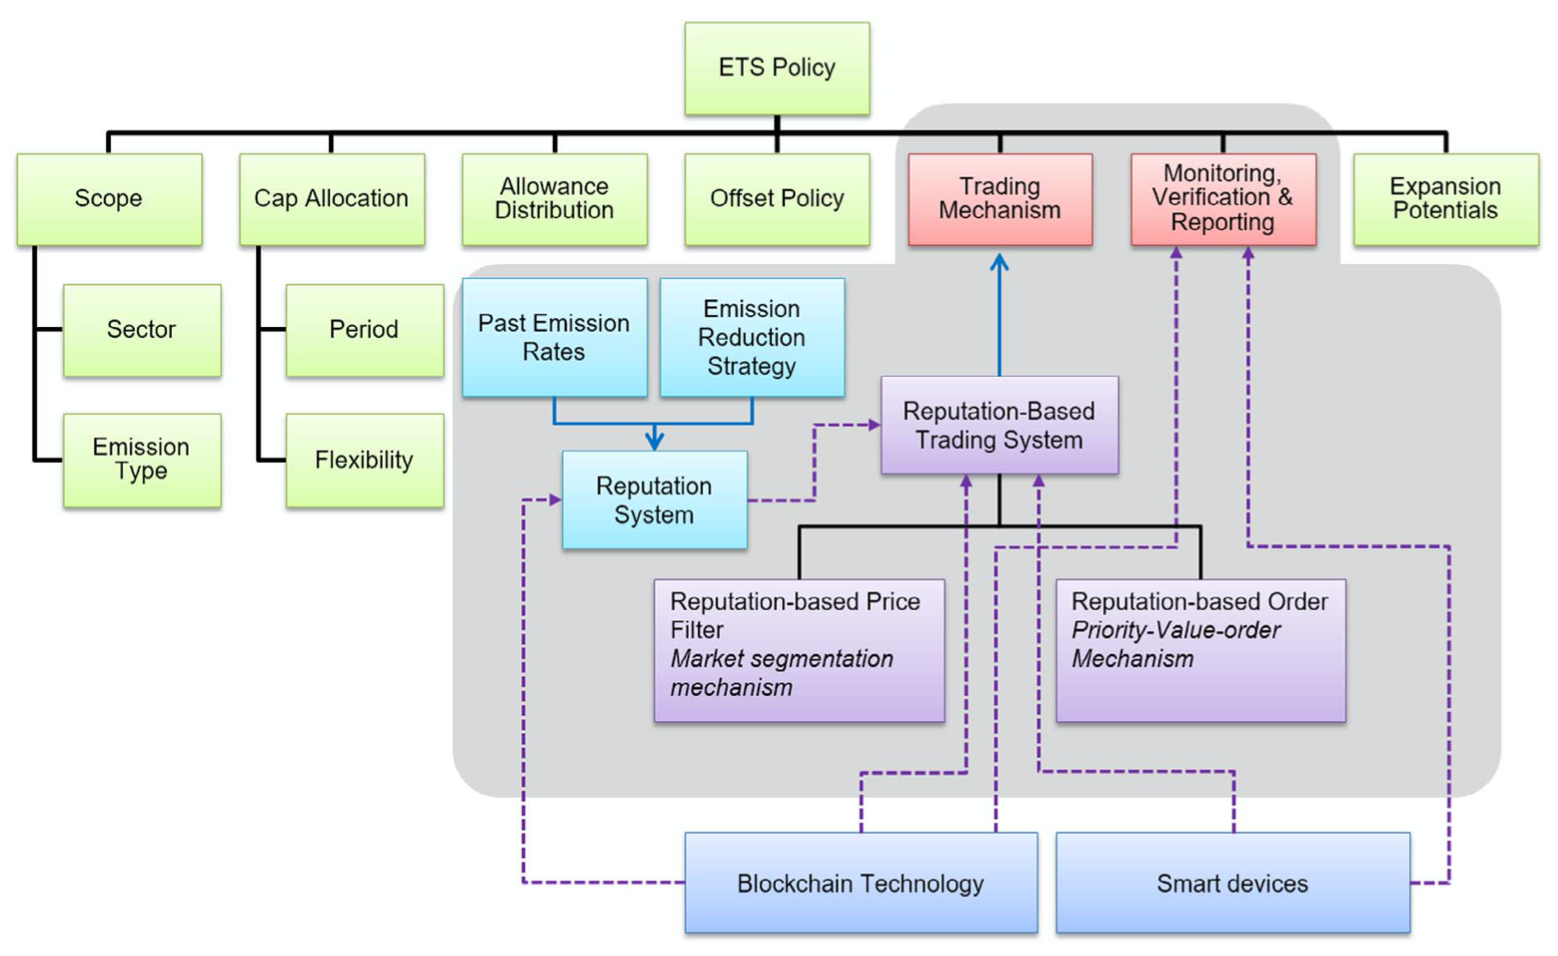 ETS Policy
Scope
Cap Allocation
Allowance
Distribution
Offset Policy
Trading
Mechanism
Monitoring,
Verification &
Reporting
Expansion
Potentials
Sector
Period
Past Emission
Rates
Emission
Reduction
Strategy
Emission
Type
Flexibility
Reputation
System
Reputation-Based
Trading System
Reputation-based Price
Filter
Market segmentation
mechanism
Reputation-based Order
Priority-Value-order
Mechanism
Blockchain Technology
Smart devices